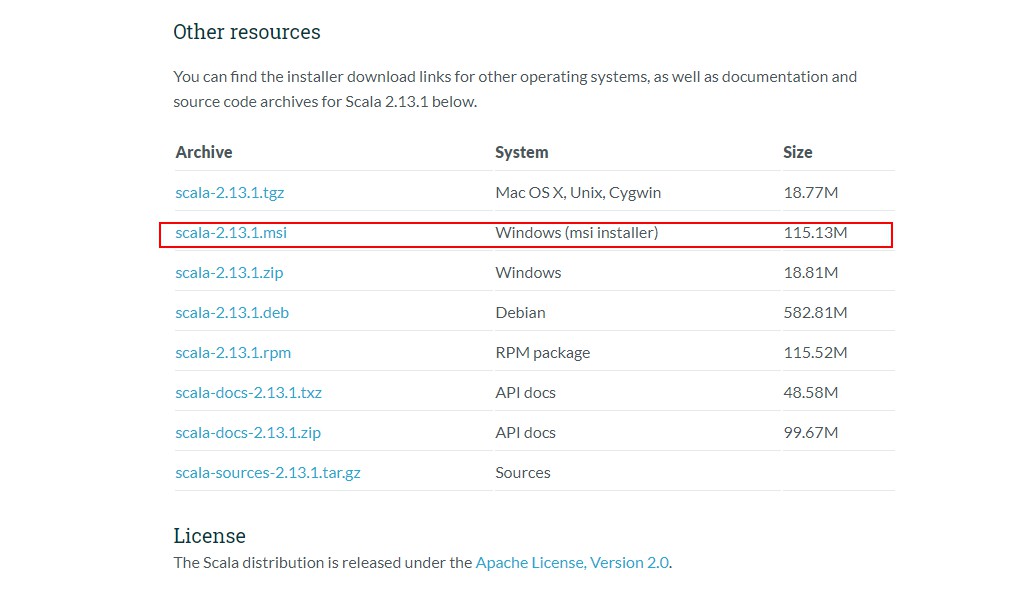 Other resources
You can find the installer download links for other operating systems, as well as documentation and
source code archives for Scala 2.13.1 below.
Archive System Size
scala-2.13.1.tgz Mac OS X, Unix, Cygwin 18.77M
scala-2.13.1.msi Windows (msi installer) 115.13M
scala-2.13.1.zip Windows 18.81M
scala-2.13.1.deb Debian 582.81M
scala-2.13.1.rpm RPM package 115.52M
scala-docs-2.13.1.txz API docs 48.58M
scala-docs-2.13.1.zip API docs 99.67M
scala-sources-2.13.1.tar.gz Sources
License
The Scala distribution is released under the Apache License, Version 2.0.